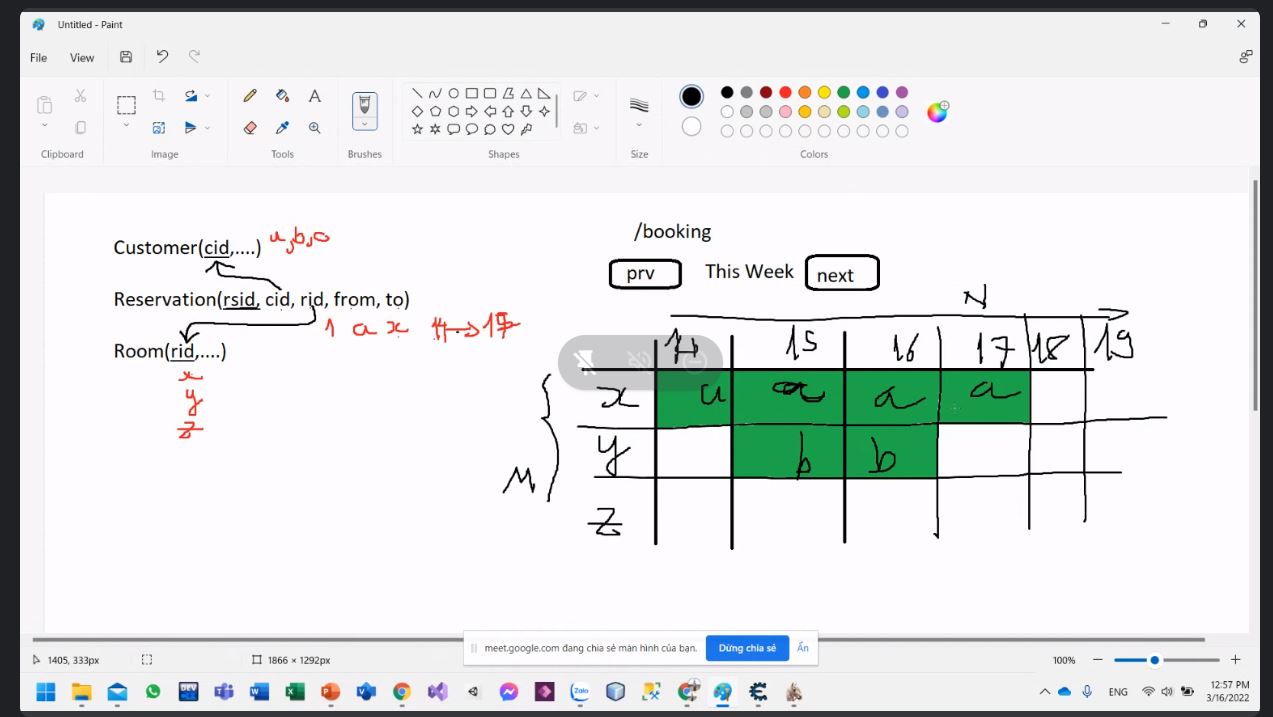 Untitled - Paint
File View
Clipboard Image Tools Brushes Shapes Size Colors
Customer(cid,....) a,b,c
Reservation(rsid, cid, rid, from, to)
1 a x 14→17
Room(rid,....)
x
y
z
/booking
prv This Week next
N
14 15 16 17 18 19
x a a a a
y b b
M
z
meet.google.com đang chia sẻ màn hình của bạn. Dừng chia sẻ Ẩn
1405, 333px 1866 × 1292px 100%
DEV Zalo
ENG 12:57 PM
3/16/2022